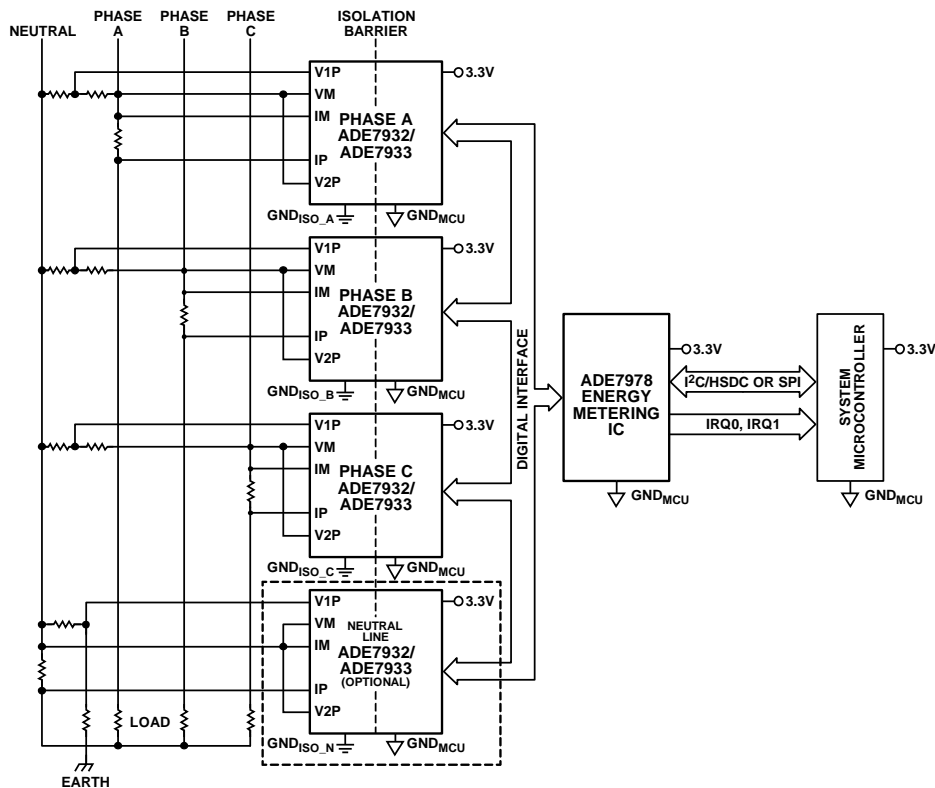 NEUTRAL
PHASE
A
PHASE
B
PHASE
C
ISOLATION
BARRIER
V1P
VM
IM
IP
V2P
PHASE A
ADE7932/
ADE7933
3.3V
GNDISO_A
GNDMCU
V1P
VM
IM
IP
V2P
PHASE B
ADE7932/
ADE7933
3.3V
GNDISO_B
GNDMCU
V1P
VM
IM
IP
V2P
PHASE C
ADE7932/
ADE7933
3.3V
GNDISO_C
GNDMCU
V1P
VM
IM
IP
V2P
NEUTRAL
LINE
ADE7932/
ADE7933
(OPTIONAL)
3.3V
GNDISO_N
GNDMCU
LOAD
EARTH
DIGITAL INTERFACE
ADE7978
ENERGY
METERING
IC
3.3V
GNDMCU
I2C/HSDC OR SPI
IRQ0, IRQ1
SYSTEM
MICROCONTROLLER
3.3V
GNDMCU